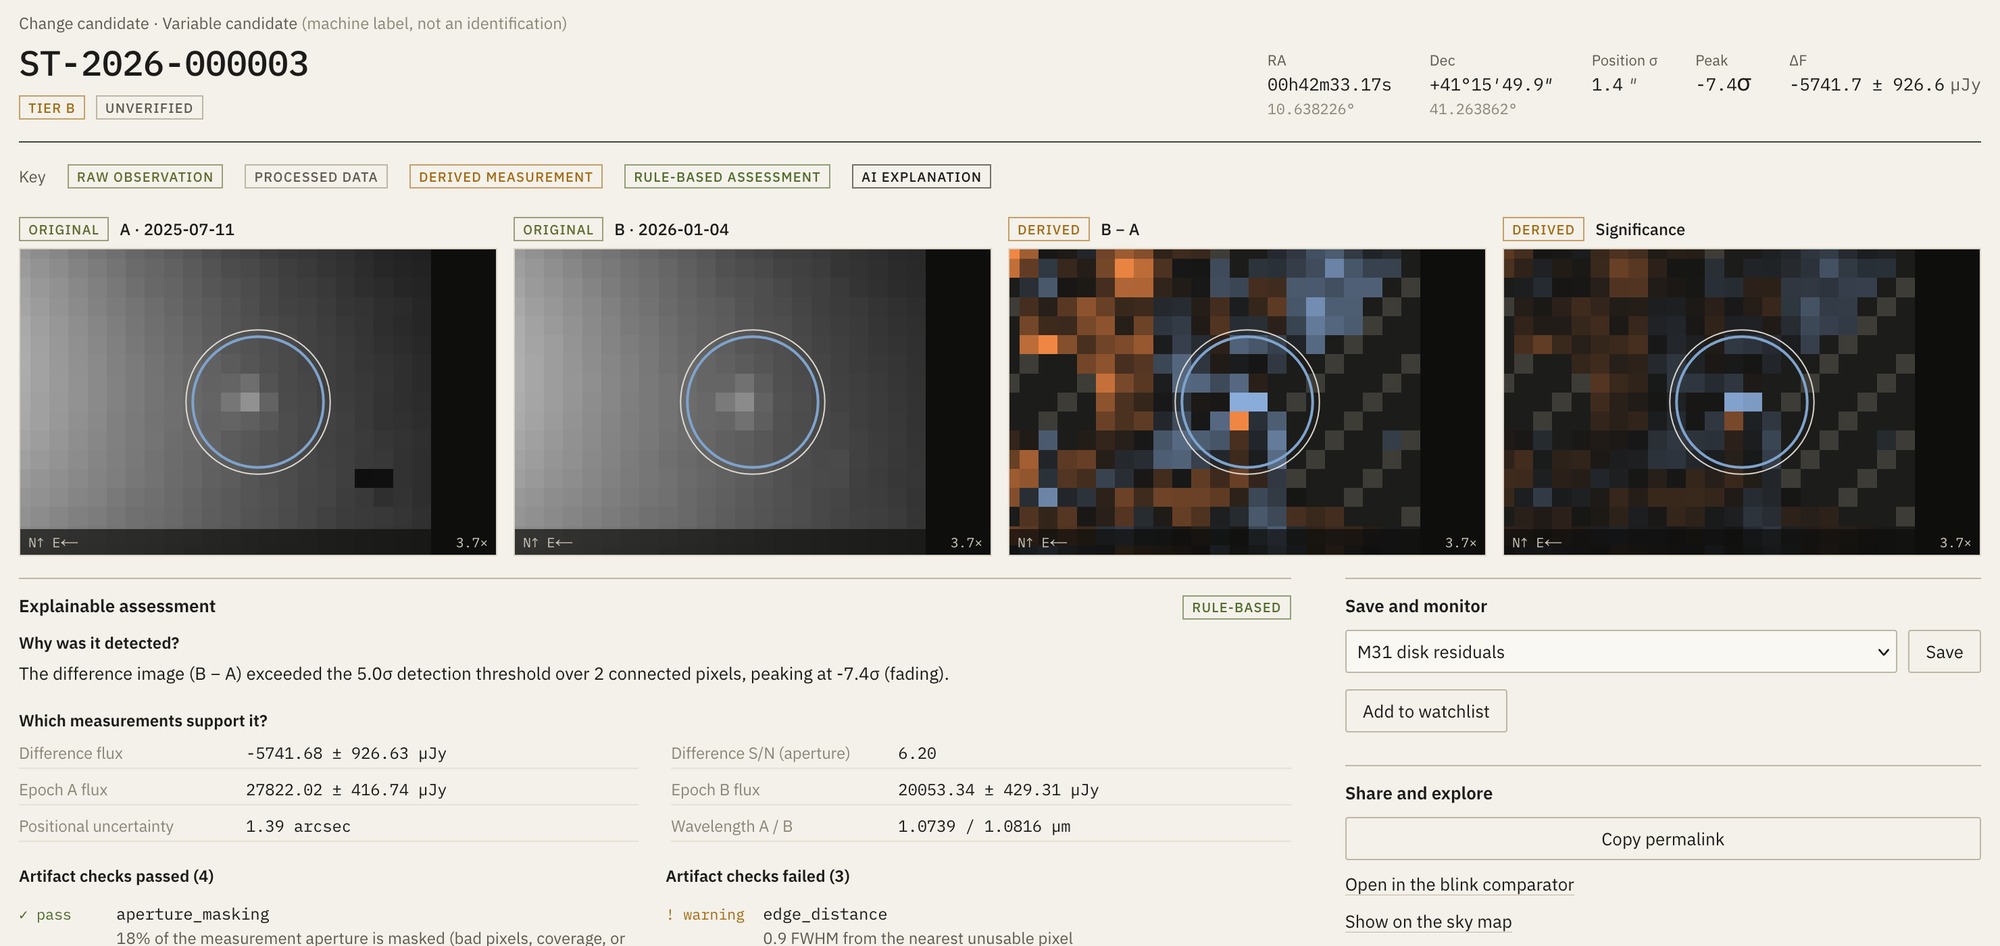 Change candidate · Variable candidate (machine label, not an identification)
ST-2026-000003
TIER B UNVERIFIED
RA Dec Position σ Peak ΔF
00h42m33.17s +41°15′49.9″ 1.4 ″ -7.4σ -5741.7 ± 926.6 µJy
10.638226° 41.263862°
Key RAW OBSERVATION PROCESSED DATA DERIVED MEASUREMENT RULE-BASED ASSESSMENT AI EXPLANATION
ORIGINAL A · 2025-07-11 ORIGINAL B · 2026-01-04 DERIVED B – A DERIVED Significance
N↑ E⟵ 3.7× N↑ E⟵ 3.7× N↑ E⟵ 3.7× N↑ E⟵ 3.7×
Explainable assessment RULE-BASED
Why was it detected?
The difference image (B – A) exceeded the 5.0σ detection threshold over 2 connected pixels, peaking at -7.4σ (fading).
Which measurements support it?
Difference flux -5741.68 ± 926.63 µJy Difference S/N (aperture) 6.20
Epoch A flux 27822.02 ± 416.74 µJy Epoch B flux 20053.34 ± 429.31 µJy
Positional uncertainty 1.39 arcsec Wavelength A / B 1.0739 / 1.0816 µm
Artifact checks passed (4)
✓ pass aperture_masking
18% of the measurement aperture is masked (bad pixels, coverage, or
Artifact checks failed (3)
! warning edge_distance
0.9 FWHM from the nearest unusable pixel
Save and monitor
M31 disk residuals Save
Add to watchlist
Share and explore
Copy permalink
Open in the blink comparator
Show on the sky map